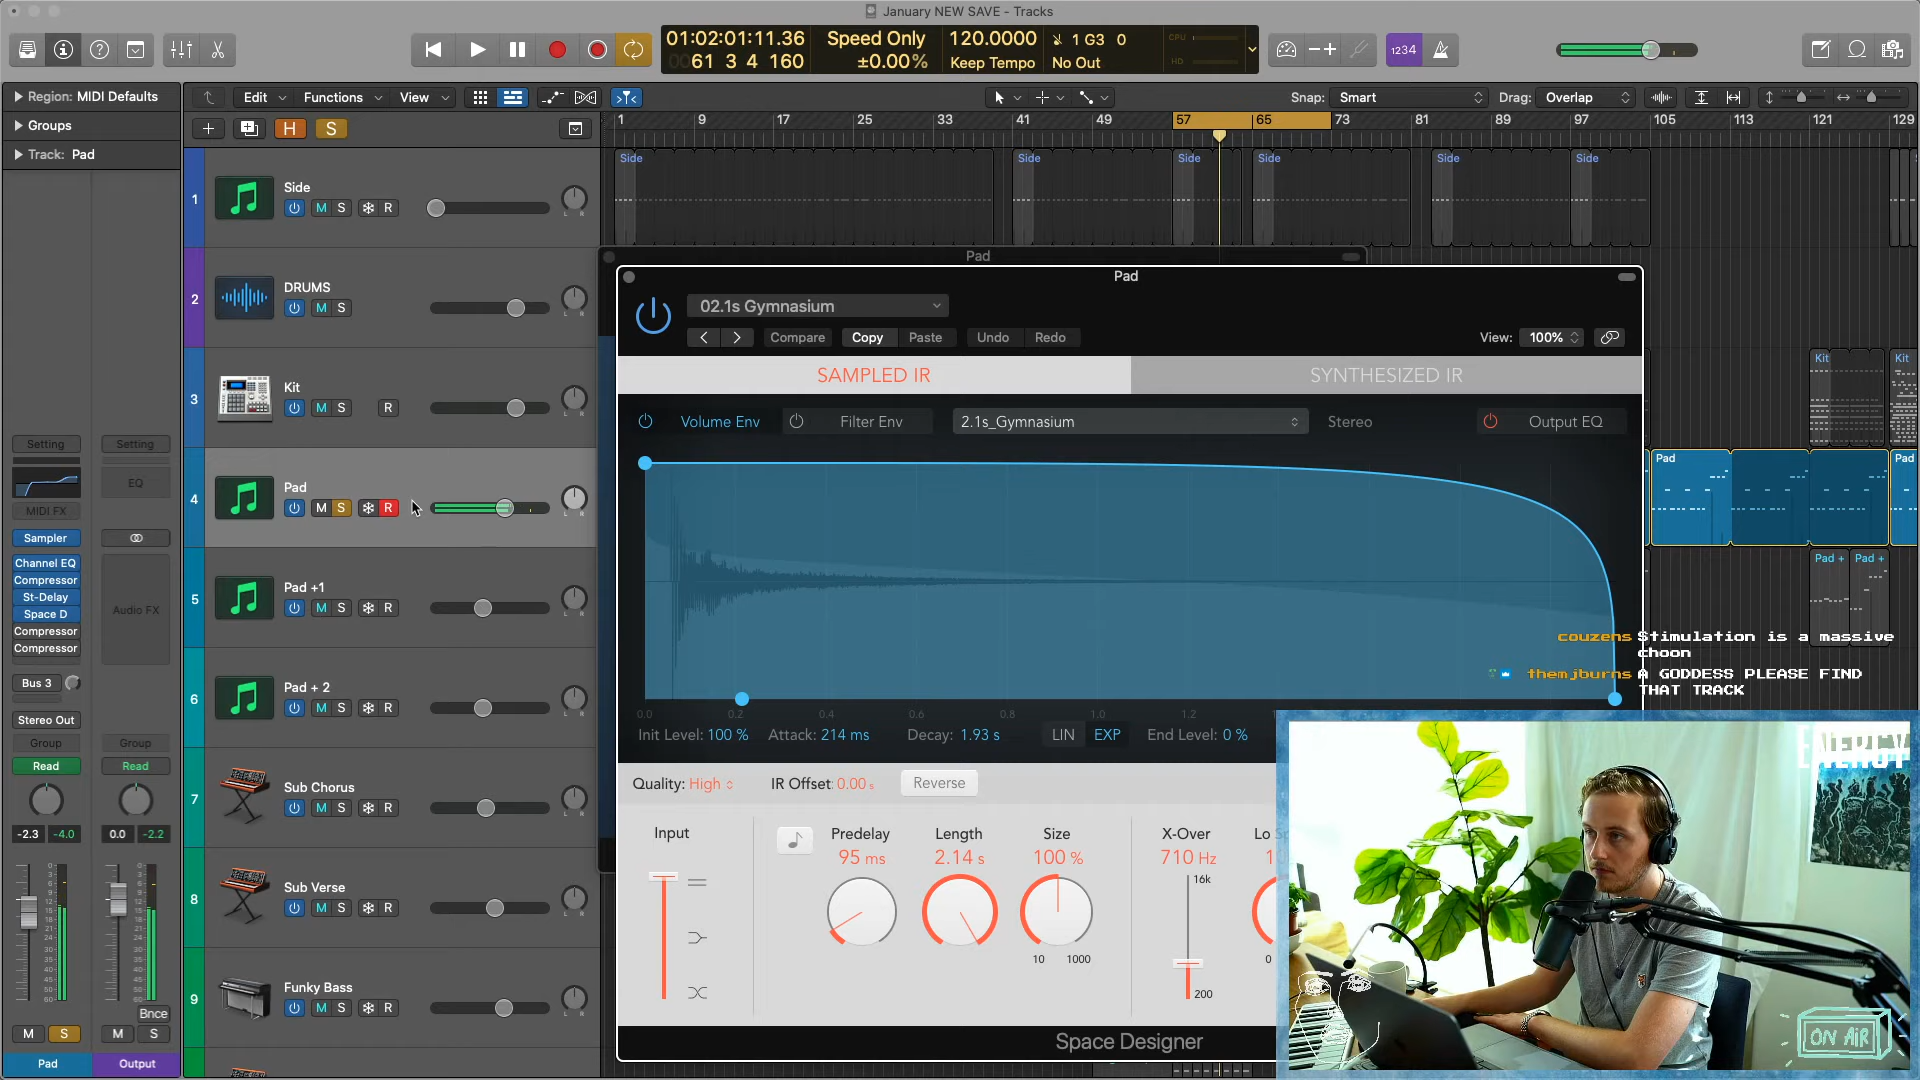 January NEW SAVE - Tracks
01:02:01:11.36
0061 3 4 160
Speed Only
±0.00%
120.0000
Keep Tempo
1 G3 0
No Out
CPU
HD
1234
Region: MIDI Defaults
Groups
Track: Pad
Edit
Functions
View
Snap: Smart
Drag: Overlap
H
S
1 9 17 25 33 41 49 57 65 73 81 89 97 105 113 121 129
1
Side
M S R
2
DRUMS
M S
3
Kit
M S R
4
Pad
M S R
5
Pad +1
M S R
6
Pad + 2
M S R
7
Sub Chorus
M S R
8
Sub Verse
M S R
9
Funky Bass
M S R
Side
Side
Side
Side
Side
Side
Kit
Kit
Pad
Pad
Pad +
Pad +
Setting
Setting
EQ
MIDI FX
Sampler
Channel EQ
Compressor
St-Delay
Space D
Compressor
Compressor
Audio FX
Bus 3
Stereo Out
Group
Group
Read
Read
-2.3 -4.0
0.0 -2.2
Bnce
M S
M S
Pad
Output
Pad
Pad
02.1s Gymnasium
Compare
Copy
Paste
Undo
Redo
View: 100%
SAMPLED IR
SYNTHESIZED IR
Volume Env
Filter Env
2.1s_Gymnasium
Stereo
Output EQ
0.0 0.2 0.4 0.6 0.8 1.0 1.2
Init Level: 100 %
Attack: 214 ms
Decay: 1.93 s
LIN
EXP
End Level: 0 %
Quality: High
IR Offset: 0.00 s
Reverse
Input
Predelay
95 ms
Length
2.14 s
Size
100 %
10 1000
X-Over
710 Hz
16k
200
0
Space Designer
couzens Stimulation is a massive
choon
themjburns A GODDESS PLEASE FIND
THAT TRACK
ENERGY
ON AIR